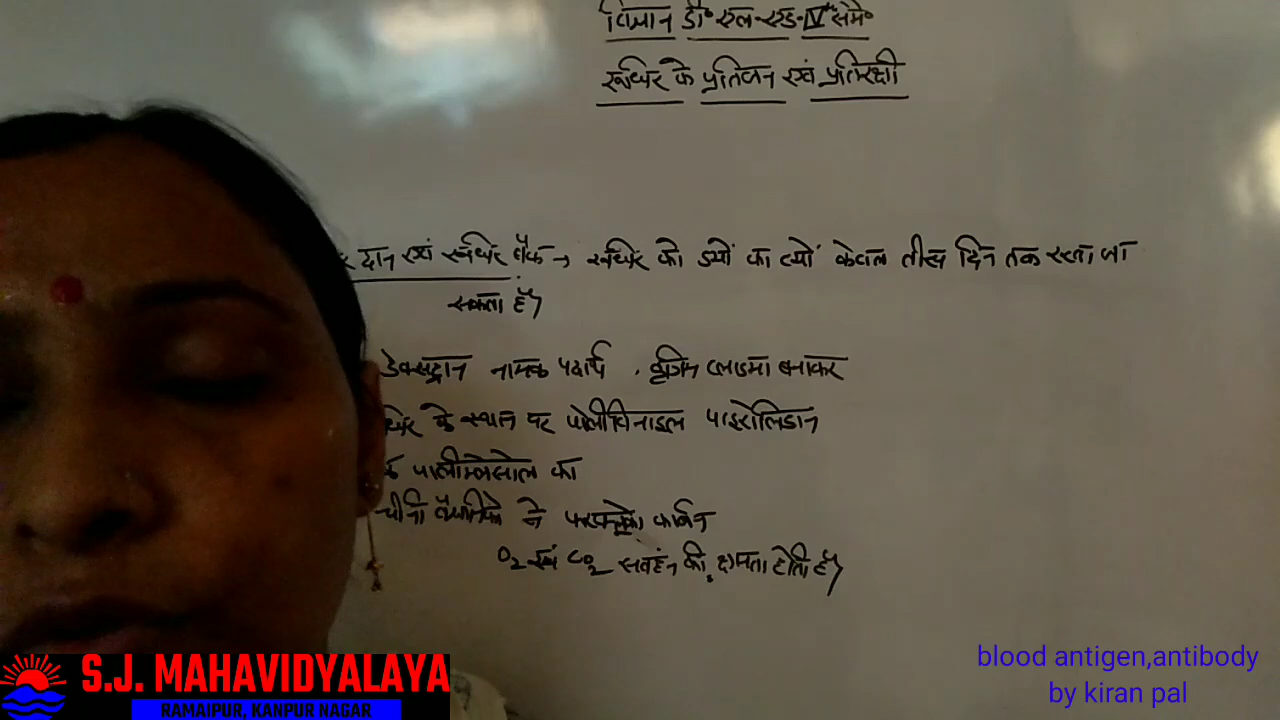 विज्ञान डी॰ एल-एड-IV सेमे॰
रूधिर के प्रतिजन एवं प्रतिरक्षी
दान एवं रूधिर बैंक → रूधिर को ज्यों का त्यों केवल तीस दिन तक रखा जा
सकता है।
डेक्सट्रान नामक पदार्थ कृत्रिम प्लाज्मा बनाकर
के स्थान पर पोलीविनाइल पाइरोलिडान
का
ने कार्बन
O2 एवं CO2 संवहन की क्षमता होती है।
S.J. MAHAVIDYALAYA
RAMAIPUR, KANPUR NAGAR
blood antigen,antibody
by kiran pal